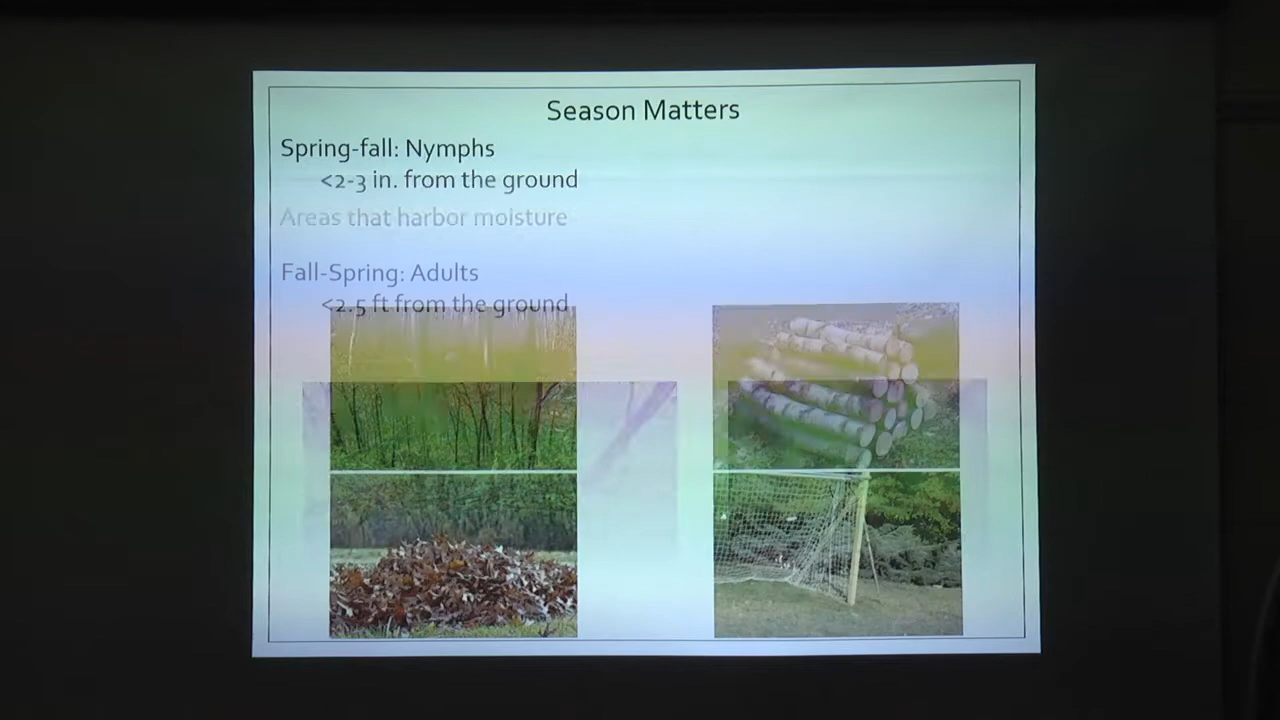 Season Matters
Spring-fall: Nymphs
<2-3 in. from the ground
Areas that harbor moisture
Fall-Spring: Adults
<2.5 ft from the ground